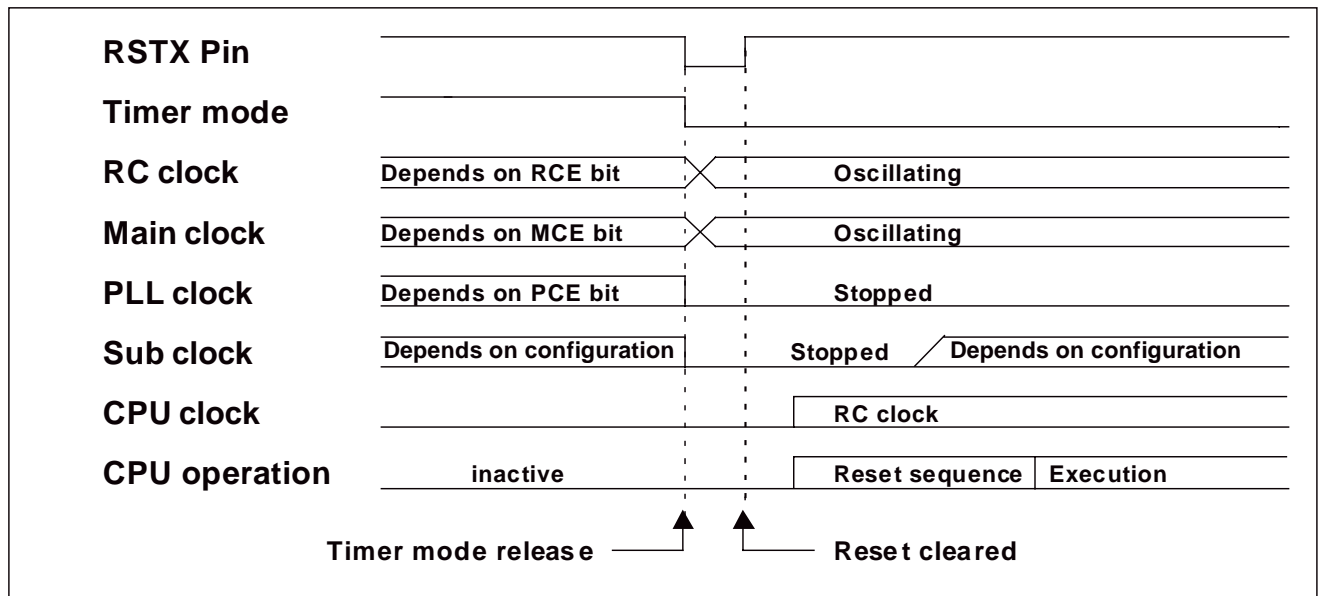 RSTX Pin
Timer mode
RC clock Depends on RCE bit Oscillating
Main clock Depends on MCE bit Oscillating
PLL clock Depends on PCE bit Stopped
Sub clock Depends on configuration Stopped Depends on configuration
CPU clock RC clock
CPU operation inactive Reset sequence Execution
Timer mode release Reset cleared